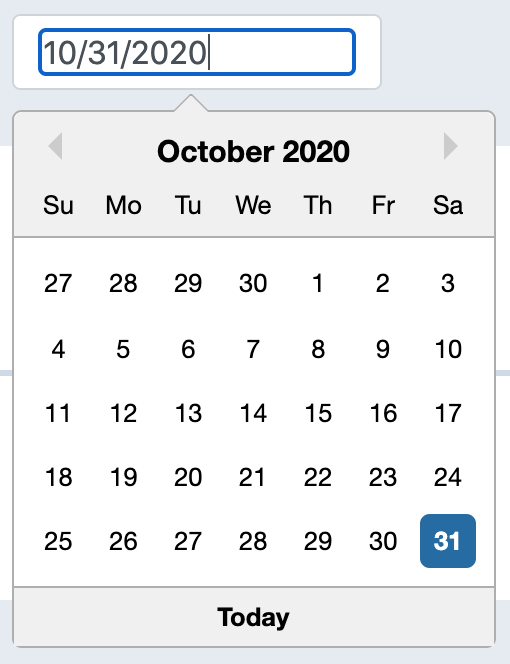 10/31/2020
October 2020
Su Mo Tu We Th Fr Sa
27 28 29 30 1 2 3
4 5 6 7 8 9 10
11 12 13 14 15 16 17
18 19 20 21 22 23 24
25 26 27 28 29 30 31
Today